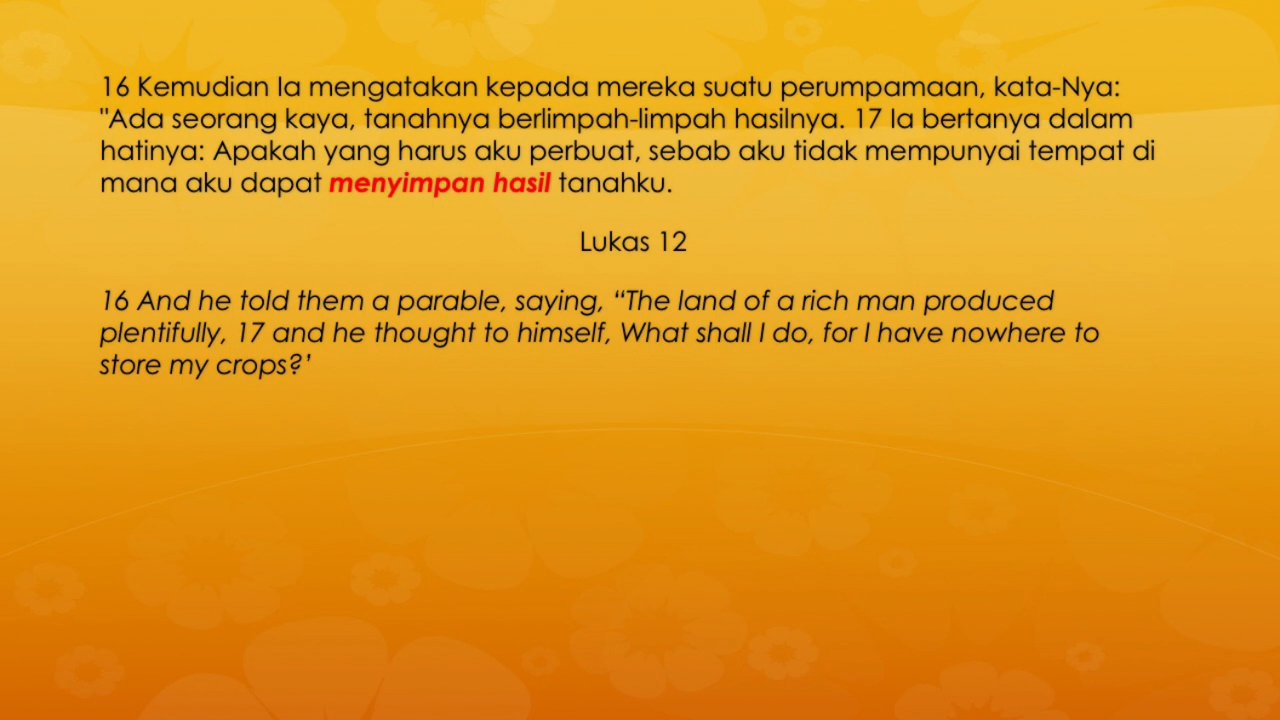 16 Kemudian Ia mengatakan kepada mereka suatu perumpamaan, kata-Nya:
"Ada seorang kaya, tanahnya berlimpah-limpah hasilnya. 17 Ia bertanya dalam
hatinya: Apakah yang harus aku perbuat, sebab aku tidak mempunyai tempat di
mana aku dapat menyimpan hasil tanahku.
Lukas 12
16 And he told them a parable, saying, “The land of a rich man produced
plentifully, 17 and he thought to himself, What shall I do, for I have nowhere to
store my crops?’